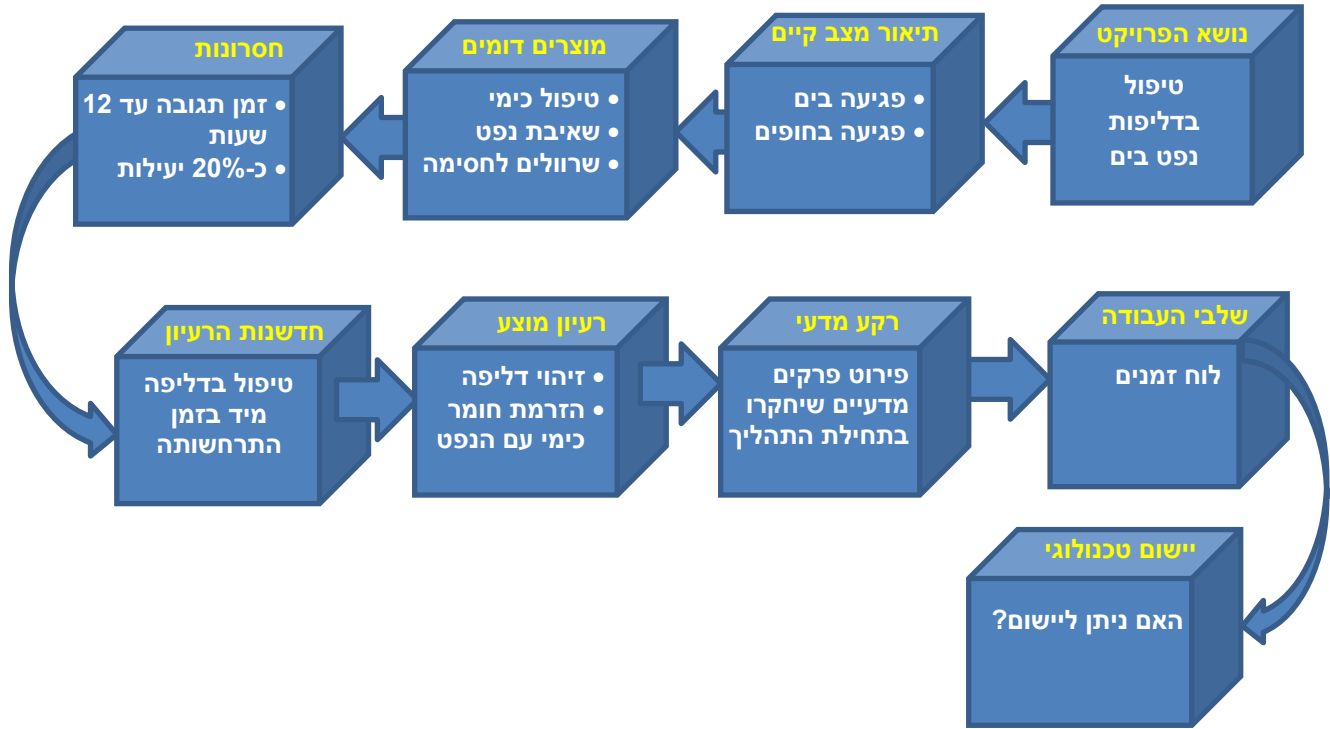 נושא הפרויקט
טיפול
בדליפות
נפט בים
תיאור מצב קיים
• פגיעה בים
• פגיעה בחופים
מוצרים דומים
• טיפול כימי
• שאיבת נפט
• שרוולים לחסימה
חסרונות
• זמן תגובה עד 12
שעות
• כ-20% יעילות
חדשנות הרעיון
טיפול בדליפה
מיד בזמן
התרחשותה
רעיון מוצע
• זיהוי דליפה
• הזרמת חומר
כימי עם הנפט
רקע מדעי
פירוט פרקים
מדעיים שיחקרו
בתחילת התהליך
שלבי העבודה
לוח זמנים
יישום טכנולוגי
האם ניתן ליישום?